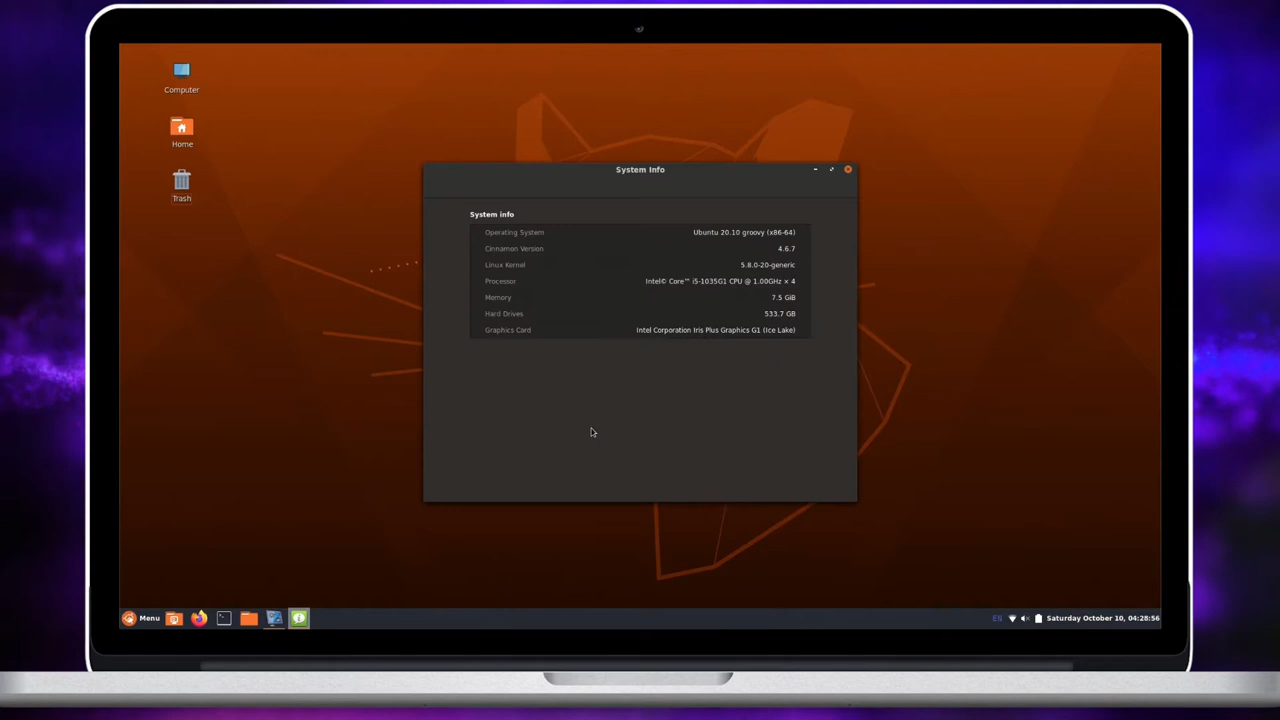 Computer
Home
Trash
System Info
System info
Operating System Ubuntu 20.10 groovy (x86-64)
Cinnamon Version 4.6.7
Linux Kernel 5.8.0-20-generic
Processor Intel© Core™ i5-1035G1 CPU @ 1.00GHz × 4
Memory 7.5 GiB
Hard Drives 533.7 GB
Graphics Card Intel Corporation Iris Plus Graphics G1 (Ice Lake)
Menu EN Saturday October 10, 04:28:56